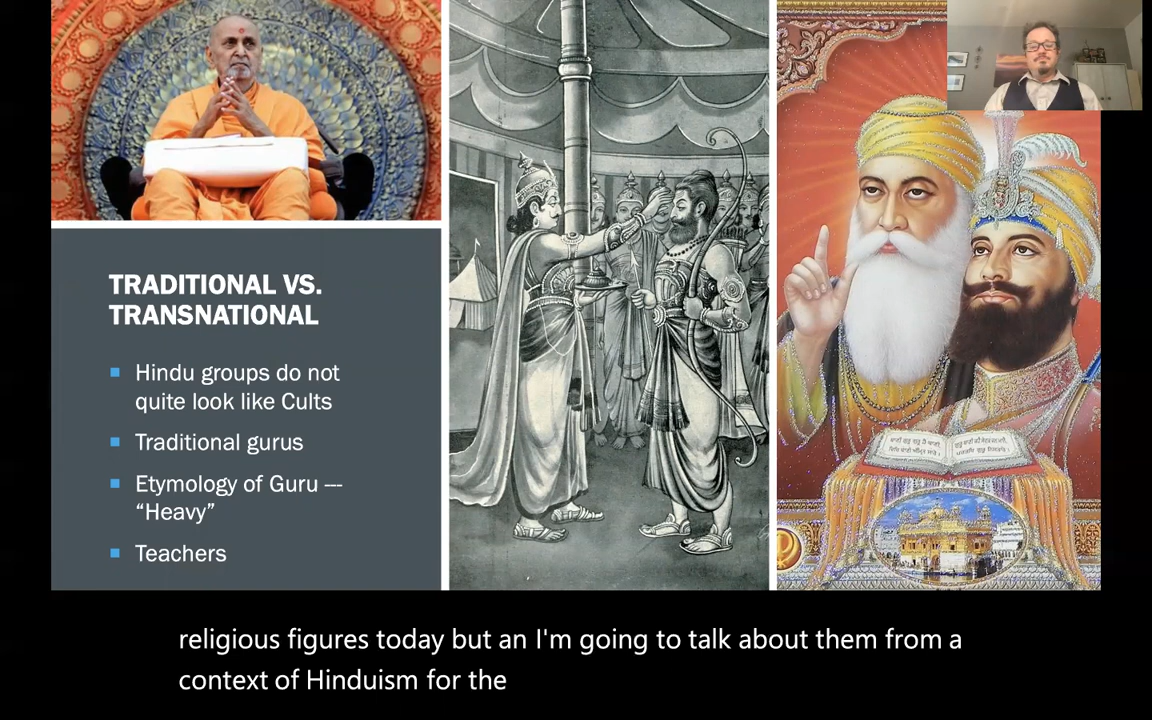 TRADITIONAL VS.
TRANSNATIONAL
Hindu groups do not
quite look like Cults
Traditional gurus
Etymology of Guru ---
“Heavy”
Teachers
religious figures today but an I'm going to talk about them from a
context of Hinduism for the